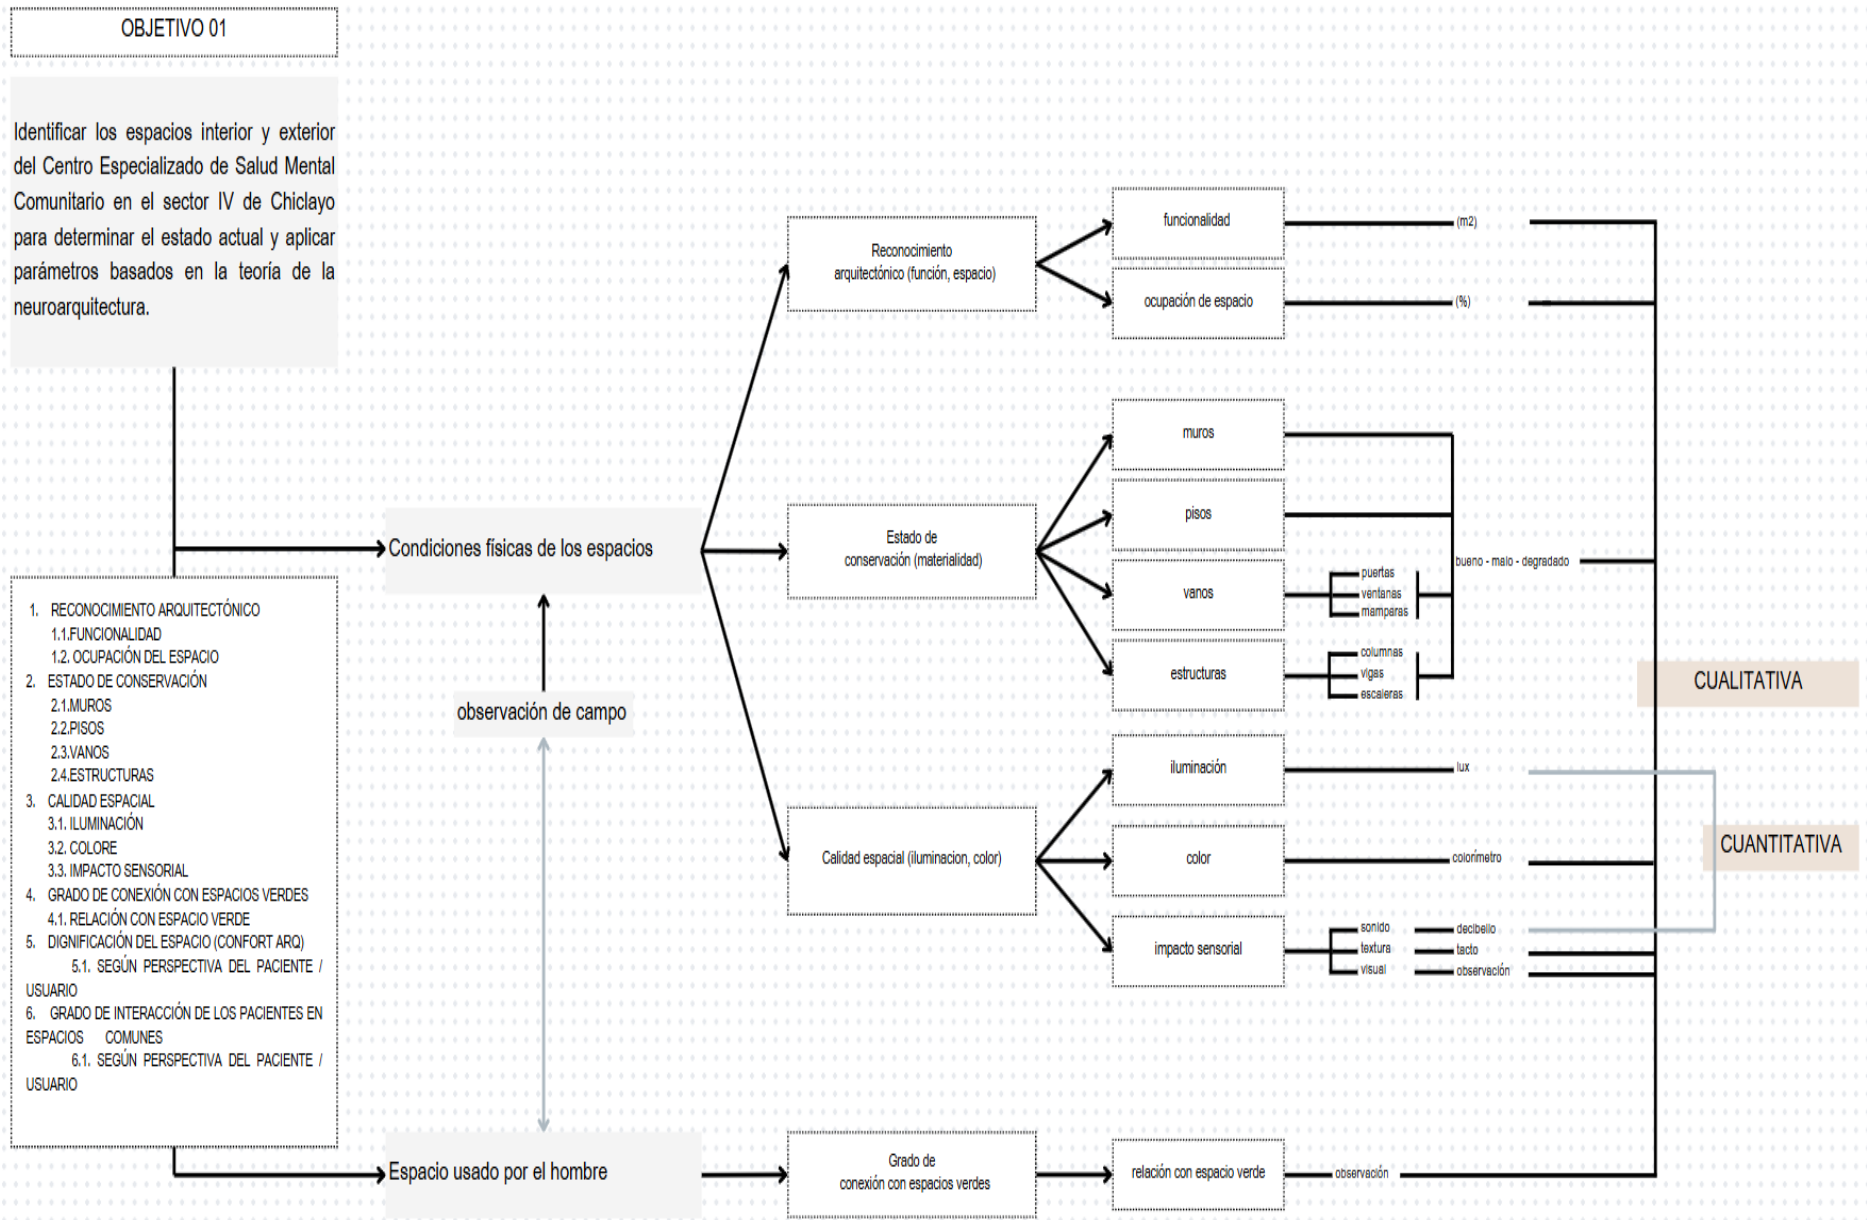 OBJETIVO 01
Identificar los espacios interior y exterior
del Centro Especializado de Salud Mental
Comunitario en el sector IV de Chiclayo
para determinar el estado actual y aplicar
parámetros basados en la teoría de la
neuroarquitectura.
1. RECONOCIMIENTO ARQUITECTÓNICO
1.1.FUNCIONALIDAD
1.2. OCUPACIÓN DEL ESPACIO
2. ESTADO DE CONSERVACIÓN
2.1.MUROS
2.2.PISOS
2.3.VANOS
2.4.ESTRUCTURAS
3. CALIDAD ESPACIAL
3.1. ILUMINACIÓN
3.2. COLORE
3.3. IMPACTO SENSORIAL
4. GRADO DE CONEXIÓN CON ESPACIOS VERDES
4.1. RELACIÓN CON ESPACIO VERDE
5. DIGNIFICACIÓN DEL ESPACIO (CONFORT ARQ)
5.1. SEGÚN PERSPECTIVA DEL PACIENTE /
USUARIO
6. GRADO DE INTERACCIÓN DE LOS PACIENTES EN
ESPACIOS COMUNES
6.1. SEGÚN PERSPECTIVA DEL PACIENTE /
USUARIO
Condiciones físicas de los espacios
observación de campo
Espacio usado por el hombre
Reconocimiento
arquitectónico (función, espacio)
funcionalidad
(m2)
ocupación de espacio
(%)
Estado de
conservación (materialidad)
muros
pisos
vanos
puertas
ventanas
mamparas
estructuras
columnas
vigas
escaleras
bueno - malo - degradado
Calidad espacial (iluminacion, color)
iluminación
lux
color
colorímetro
impacto sensorial
sonido
decibelio
textura
tacto
visual
observación
Grado de
conexión con espacios verdes
relación con espacio verde
observación
CUALITATIVA
CUANTITATIVA